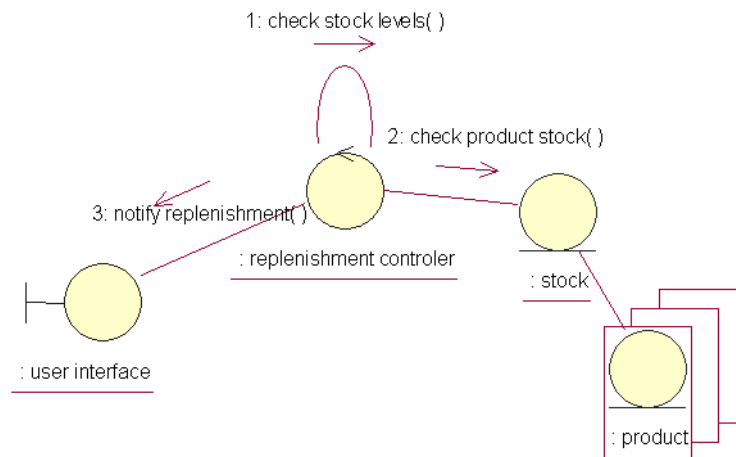 1: check stock levels( )
2: check product stock( )
3: notify replenishment( )
: replenishment controler
: stock
: user interface
: product